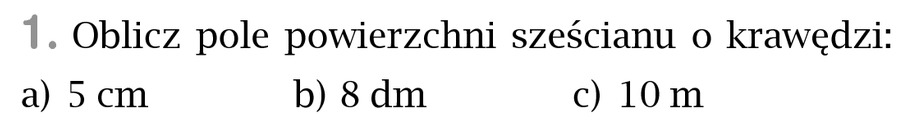 1. Oblicz pole powierzchni sześcianu o krawędzi:
a) 5 cm b) 8 dm c) 10 m